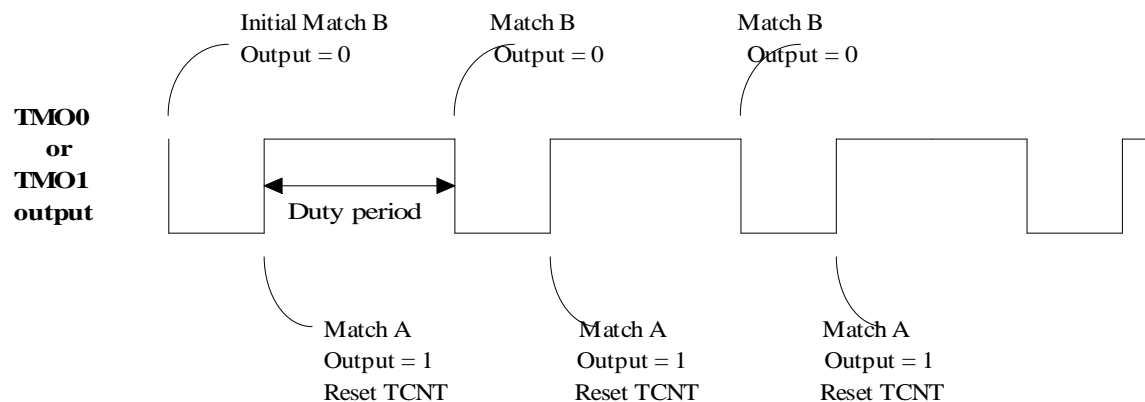 Initial Match B
Output = 0
Match B
Output = 0
Match B
Output = 0
TMO0
or
TMO1
output
Duty period
Match A
Output = 1
Reset TCNT
Match A
Output = 1
Reset TCNT
Match A
Output = 1
Reset TCNT